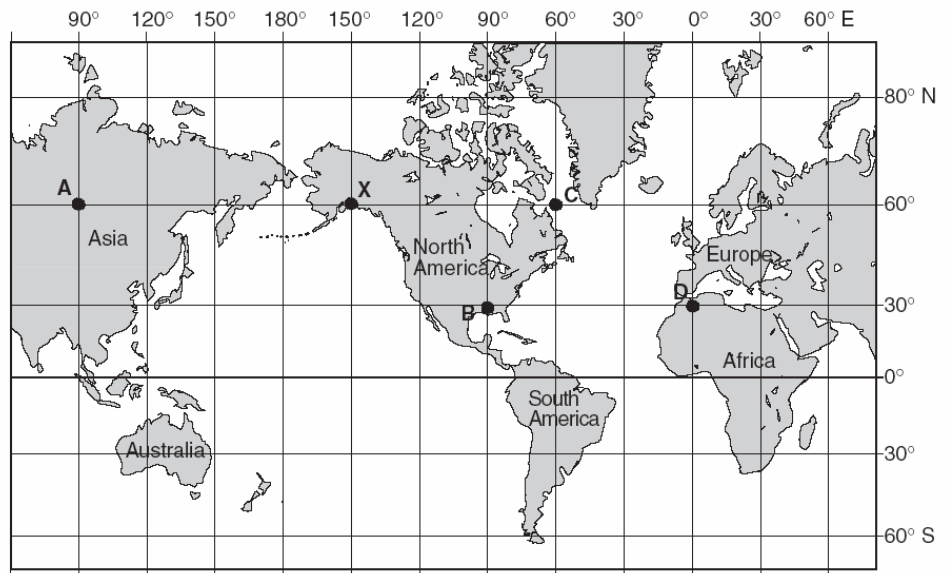 90° 120° 150° 180° 150° 120° 90° 60° 30° 0° 30° 60° E
80° N
A X C 60°
Asia North America Europe
B D 30°
Africa
0°
South America
Australia 30°
60° S